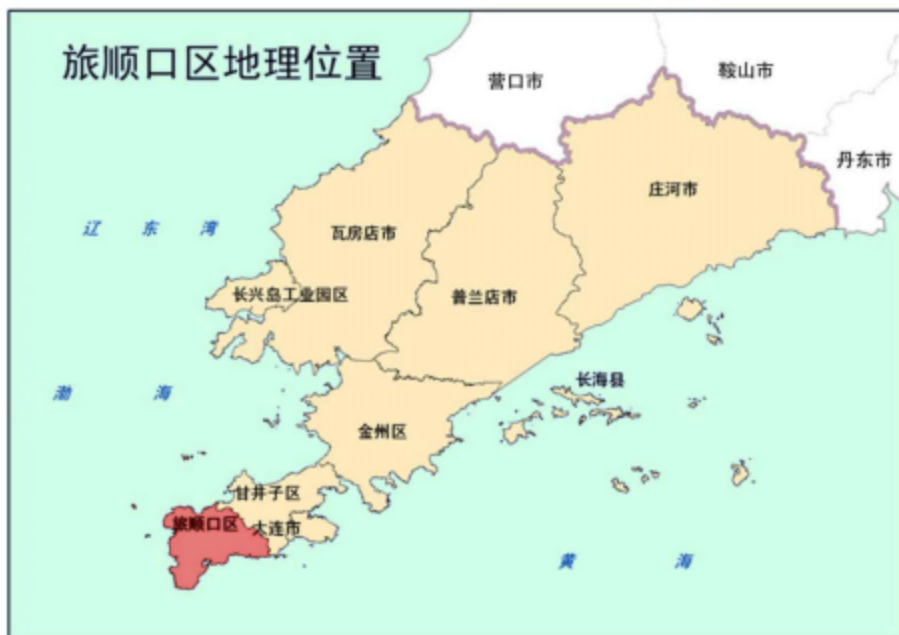 旅顺口区地理位置
营口市
鞍山市
丹东市
庄河市
瓦房店市
辽东湾
长兴岛工业园区
普兰店市
长海县
渤海
金州区
甘井子区
旅顺口区
大连市
黄海